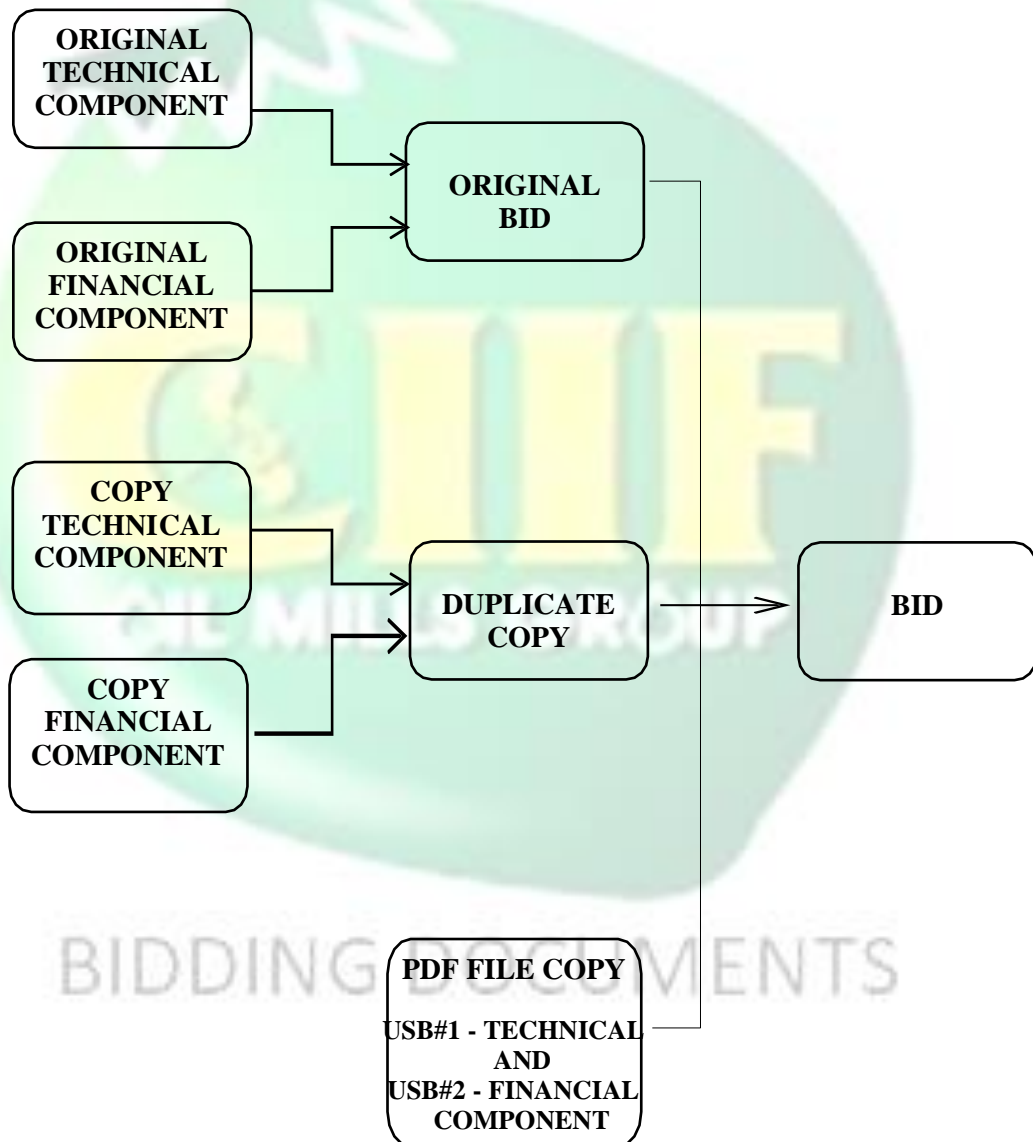 ORIGINAL
TECHNICAL
COMPONENT
ORIGINAL
BID
ORIGINAL
FINANCIAL
COMPONENT
CIIF
COPY
TECHNICAL
COMPONENT
DUPLICATE
COPY
BID
OIL MILLS GROUP
COPY
FINANCIAL
COMPONENT
BIDDING DOCUMENTS
PDF FILE COPY
USB#1 - TECHNICAL
AND
USB#2 - FINANCIAL
COMPONENT